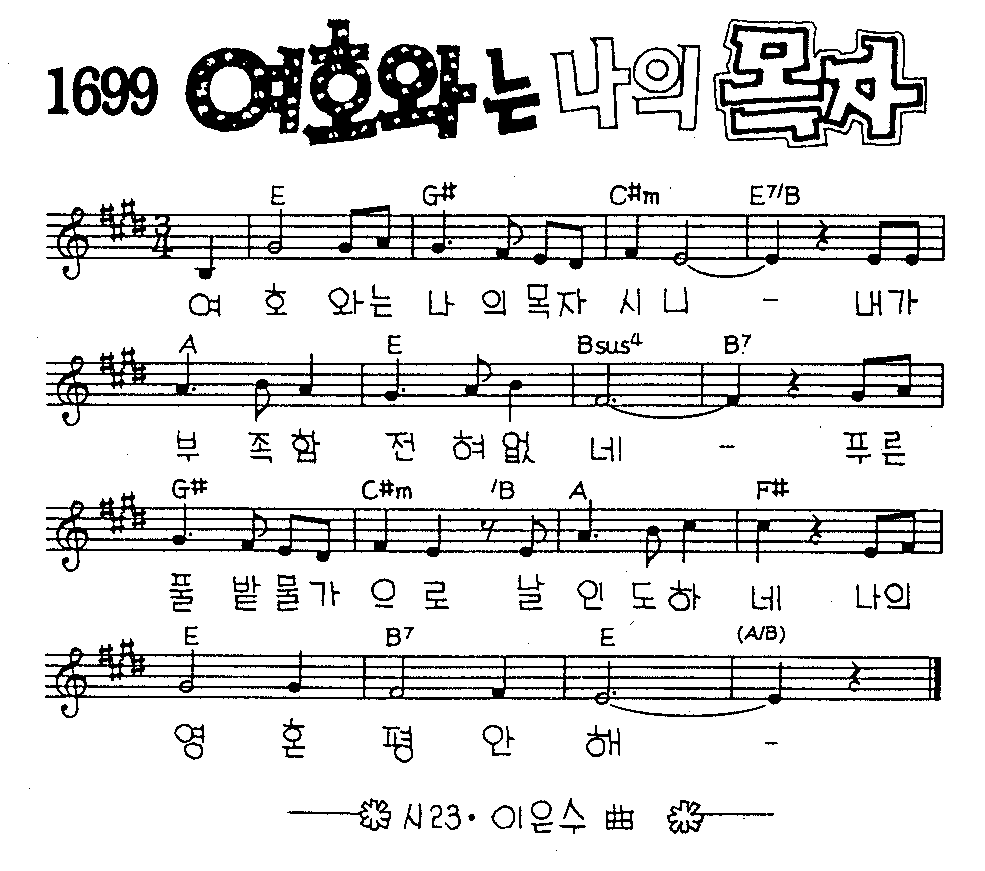 1699 여호와는 나의 목자
E G# C#m E7/B
3/4
여 호 와는 나 의목자 시 니 - 내가
A E Bsus4 B7
부 족함 전 혀없 네 - 푸른
G# C#m /B A F#
풀 밭물가 으 로 날 인 도하 네 나의
E B7 E (A/B)
영 혼 평 안 해 -
시23· 이은수 曲